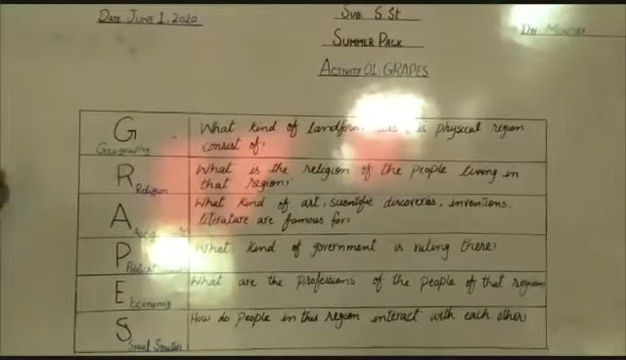 Date June 1, 2020
Sub: S.St
Day Monday
Summer Pack
Activity 01. GRAPES
G
Geography
What kind of physical region
consist of?
R
Religion
What is the religion of the people living in
that region?
A
What kind of art, scientific discoveries, inventions,
literature are famous for?
P
What kind of government is ruling there?
E
Economy
What are the professions of the people of that region
S
Social Structure
How do people in this region interact with each other?